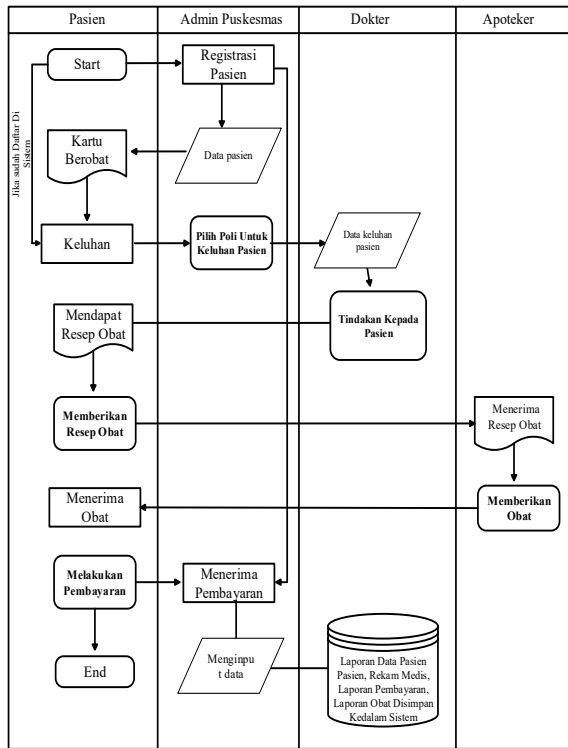 Pasien
Admin Puskesmas
Dokter
Apoteker
Start
Registrasi
Pasien
Jika sudah Daftar Di
Sistem
Kartu
Berobat
Data pasien
Keluhan
Pilih Poli Untuk
Keluhan Pasien
Data keluhan
pasien
Mendapat
Resep Obat
Tindakan Kepada
Pasien
Memberikan
Resep Obat
Menerima
Resep Obat
Menerima
Obat
Memberikan
Obat
Melakukan
Pembayaran
Menerima
Pembayaran
End
Menginpu
t data
Laporan Data Pasien
Pasien, Rekam Medis,
Laporan Pembayaran,
Laporan Obat Disimpan
Kedalam Sistem